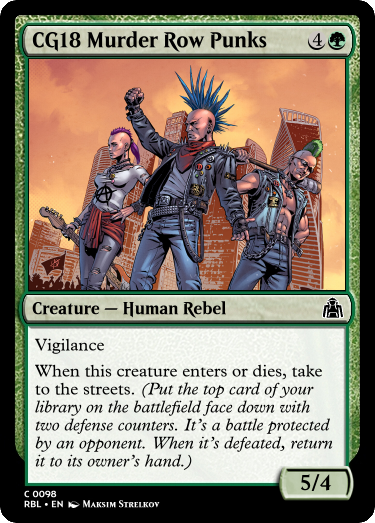 CG18 Murder Row Punks 4
Creature — Human Rebel
Vigilance
When this creature enters or dies, take
to the streets. (Put the top card of your
library on the battlefield face down with
two defense counters. It's a battle protected
by an opponent. When it's defeated, return
it to its owner's hand.)
5/4
C 0098
RBL • EN Maksim Strelkov